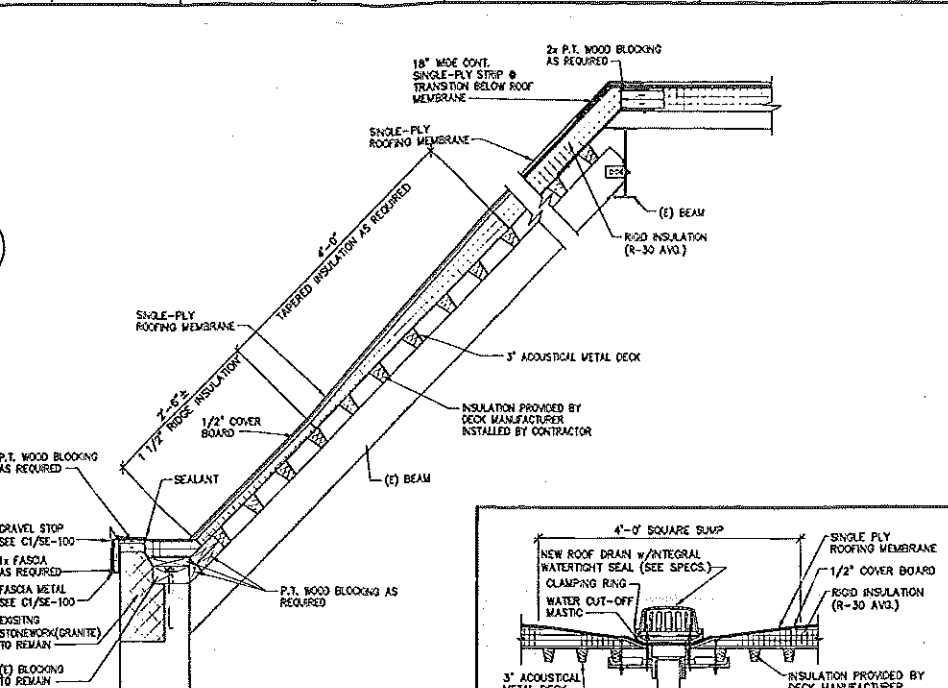 18" WIDE CONT.
SINGLE-PLY STRIP @
TRANSITION BELOW ROOF
MEMBRANE
2x P.T. WOOD BLOCKING
AS REQUIRED
SINGLE-PLY
ROOFING MEMBRANE
(E) BEAM
RIGID INSULATION
(R-30 AVG.)
4'-0"
TAPERED INSULATION AS REQUIRED
SINGLE-PLY
ROOFING MEMBRANE
3" ACOUSTICAL METAL DECK
2'-6"±
1 1/2" RIDGE INSULATION
1/2" COVER
BOARD
INSULATION PROVIDED BY
DECK MANUFACTURER
INSTALLED BY CONTRACTOR
(E) BEAM
P.T. WOOD BLOCKING
AS REQUIRED
SEALANT
GRAVEL STOP
SEE C1/SE-100
1x FASCIA
AS REQUIRED
FASCIA METAL
SEE C1/SE-100
EXISITNG
STONEWORK(GRANITE)
TO REMAIN
(E) BLOCKING
TO REMAIN
P.T. WOOD BLOCKING AS
REQUIRED
4'-0" SQUARE SUMP
NEW ROOF DRAIN w/INTEGRAL
WATERTIGHT SEAL (SEE SPECS.)
CLAMPING RING
WATER CUT-OFF
MASTIC
SINGLE PLY
ROOFING MEMBRANE
1/2" COVER BOARD
RIGID INSULATION
(R-30 AVG.)
3" ACOUSTICAL
METAL DECK
INSULATION PROVIDED BY
DECK MANUFACTURER